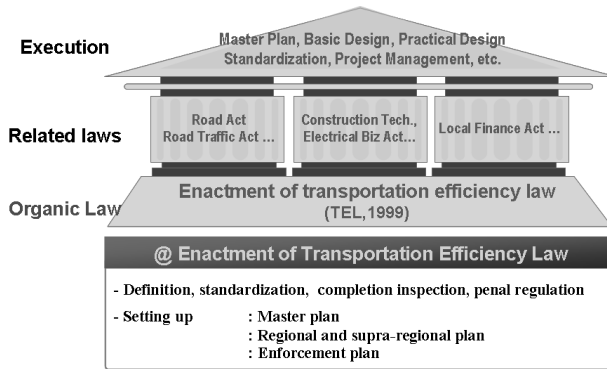 Execution
Master Plan, Basic Design, Practical Design
Standardization, Project Management, etc.
Related laws
Road Act
Road Traffic Act ...
Construction Tech.,
Electrical Biz Act...
Local Finance Act ...
Organic Law
Enactment of transportation efficiency law
(TEL,1999)
@ Enactment of Transportation Efficiency Law
- Definition, standardization, completion inspection, penal regulation
- Setting up : Master plan
: Regional and supra-regional plan
: Enforcement plan